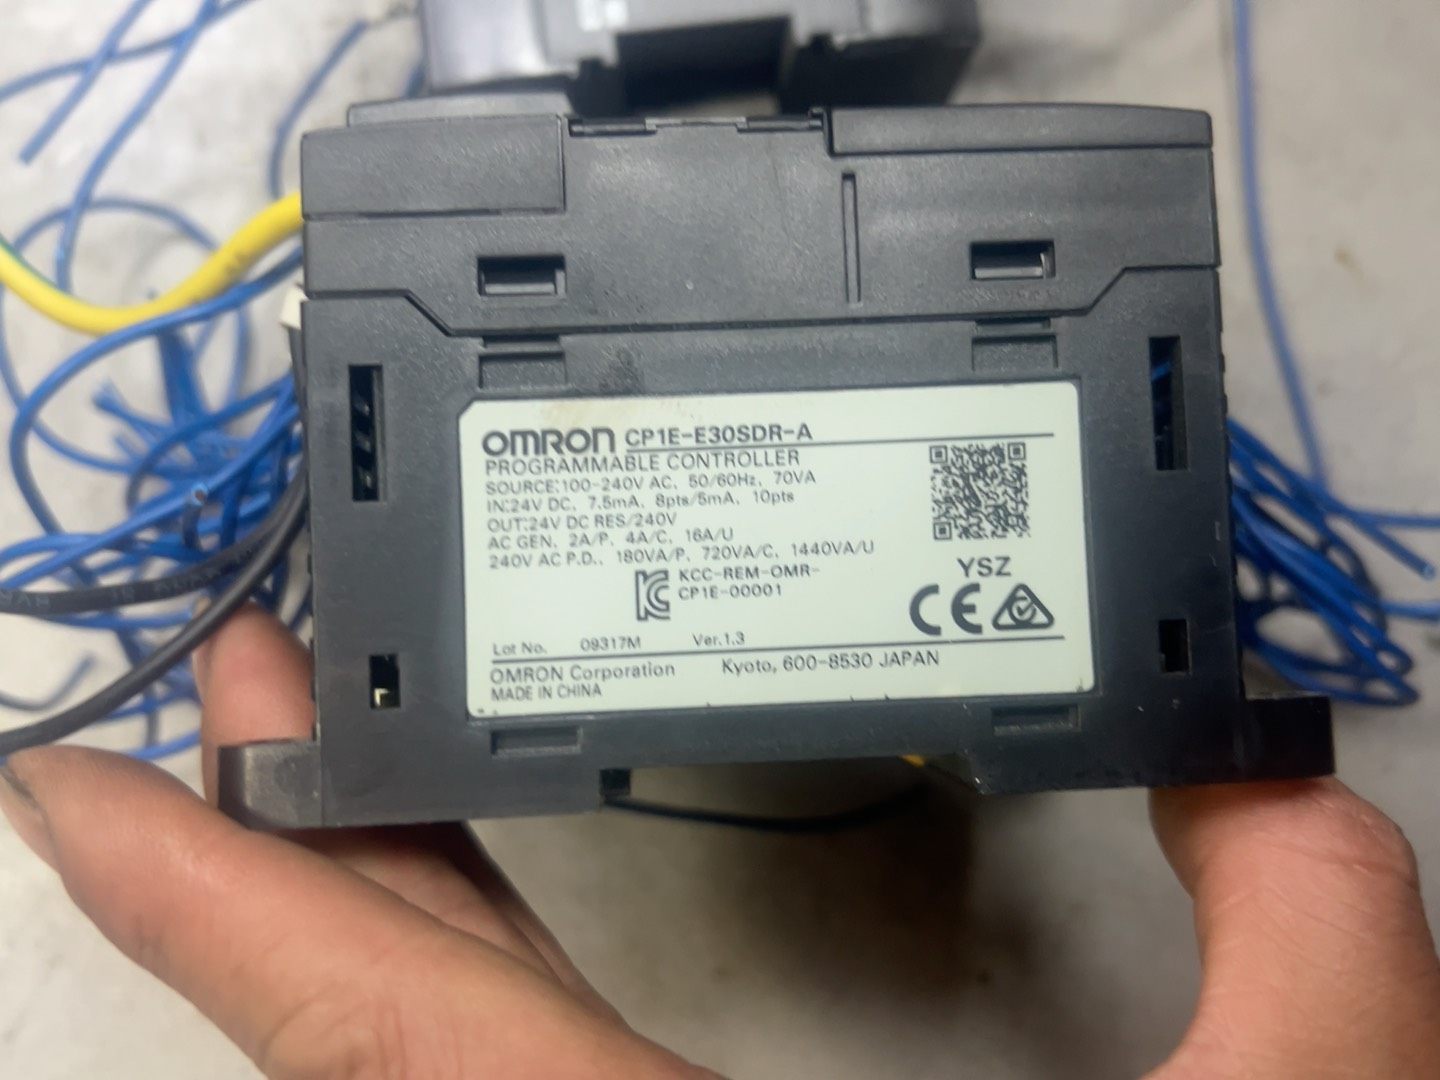 OMRON CP1E-E30SDR-A
PROGRAMMABLE CONTROLLER
SOURCE:100-240V AC, 50/60Hz, 70VA
IN:24V DC, 7.5mA, 8pts/5mA, 10pts
OUT:24V DC RES/240V
AC GEN, 2A/P, 4A/C, 16A/U
240V AC P.D., 180VA/P, 720VA/C, 1440VA/U
KCC-REM-OMR-
CP1E-00001
YSZ
CE
Lot No. 09317M Ver.1.3
OMRON Corporation Kyoto, 600-8530 JAPAN
MADE IN CHINA